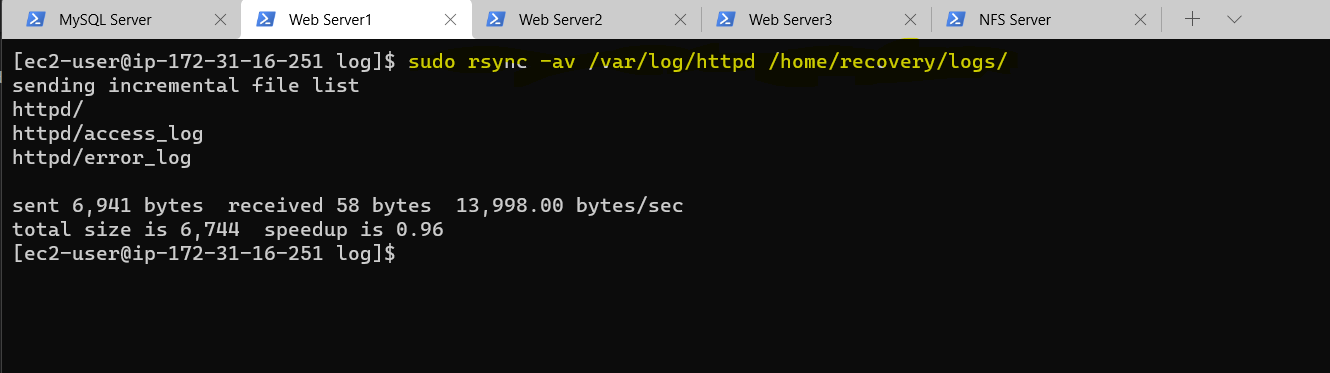 MySQL Server Web Server1 Web Server2 Web Server3 NFS Server
[ec2-user@ip-172-31-16-251 log]$ sudo rsync -av /var/log/httpd /home/recovery/logs/
sending incremental file list
httpd/
httpd/access_log
httpd/error_log
sent 6,941 bytes  received 58 bytes  13,998.00 bytes/sec
total size is 6,744  speedup is 0.96
[ec2-user@ip-172-31-16-251 log]$